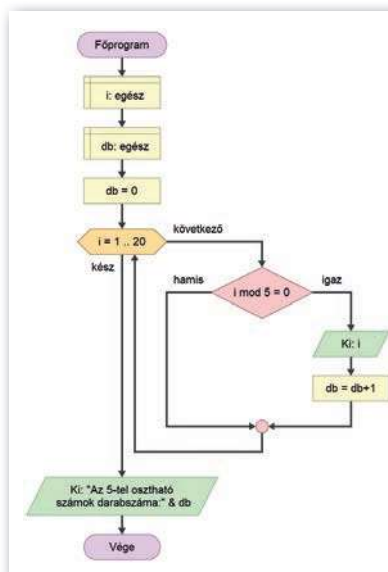 Főprogram
i: egész
db: egész
db = 0
i = 1 .. 20
következő
kész
hamis
i mod 5 = 0
igaz
Ki: i
db = db+1
Ki: "Az 5-tel osztható
számok darabszáma:" & db
Vége